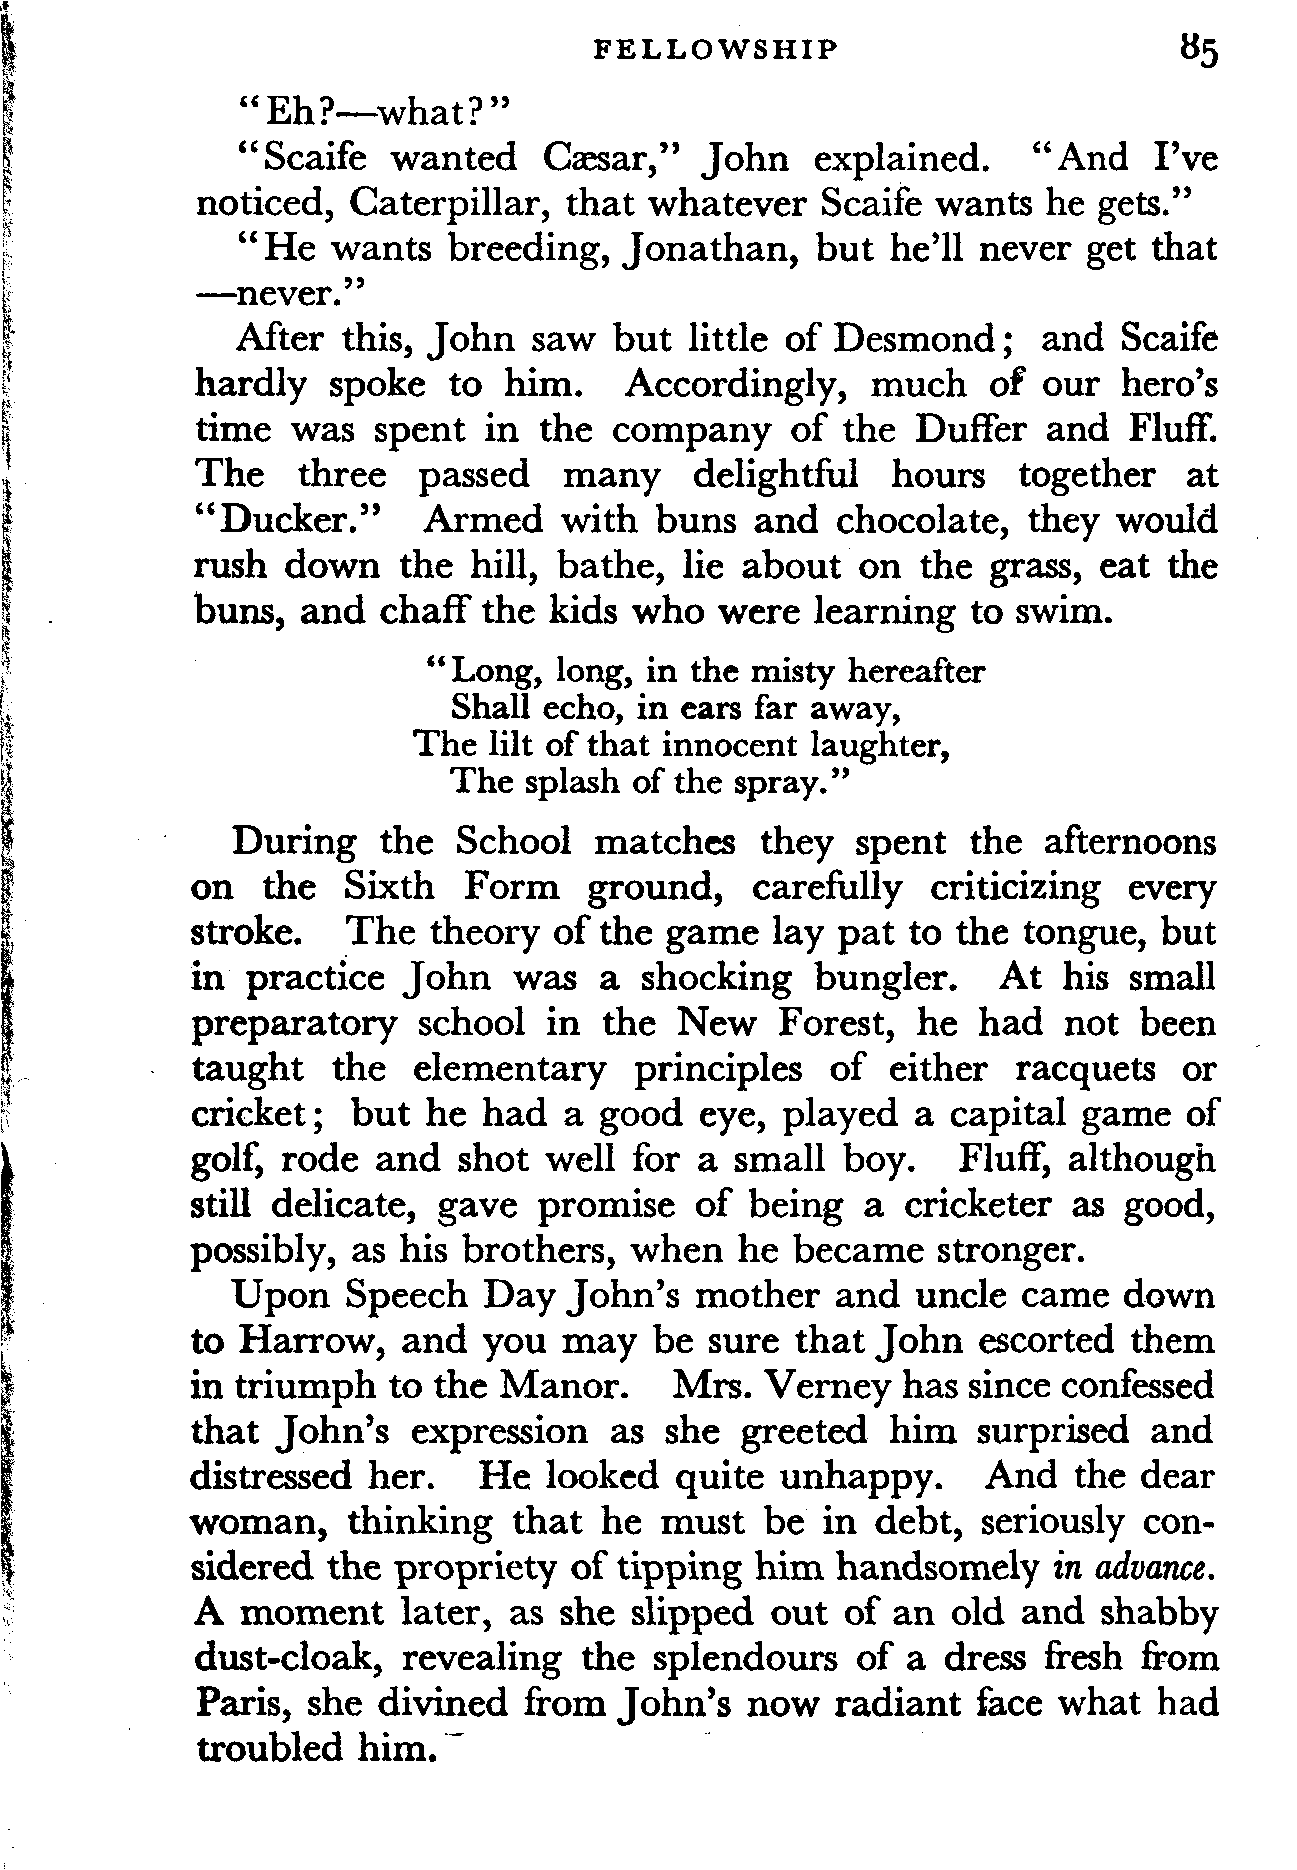 FELLOWSHIP 85
"Eh?—what?"
"Scaife wanted Cæsar," John explained. "And I've
noticed, Caterpillar, that whatever Scaife wants he gets."
"He wants breeding, Jonathan, but he'll never get that
—never."
After this, John saw but little of Desmond; and Scaife
hardly spoke to him. Accordingly, much of our hero's
time was spent in the company of the Duffer and Fluff.
The three passed many delightful hours together at
"Ducker." Armed with buns and chocolate, they would
rush down the hill, bathe, lie about on the grass, eat the
buns, and chaff the kids who were learning to swim.
"Long, long, in the misty hereafter
Shall echo, in ears far away,
The lilt of that innocent laughter,
The splash of the spray."
During the School matches they spent the afternoons
on the Sixth Form ground, carefully criticizing every
stroke. The theory of the game lay pat to the tongue, but
in practice John was a shocking bungler. At his small
preparatory school in the New Forest, he had not been
taught the elementary principles of either racquets or
cricket; but he had a good eye, played a capital game of
golf, rode and shot well for a small boy. Fluff, although
still delicate, gave promise of being a cricketer as good,
possibly, as his brothers, when he became stronger.
Upon Speech Day John's mother and uncle came down
to Harrow, and you may be sure that John escorted them
in triumph to the Manor. Mrs. Verney has since confessed
that John's expression as she greeted him surprised and
distressed her. He looked quite unhappy. And the dear
woman, thinking that he must be in debt, seriously con-
sidered the propriety of tipping him handsomely in advance.
A moment later, as she slipped out of an old and shabby
dust-cloak, revealing the splendours of a dress fresh from
Paris, she divined from John's now radiant face what had
troubled him.